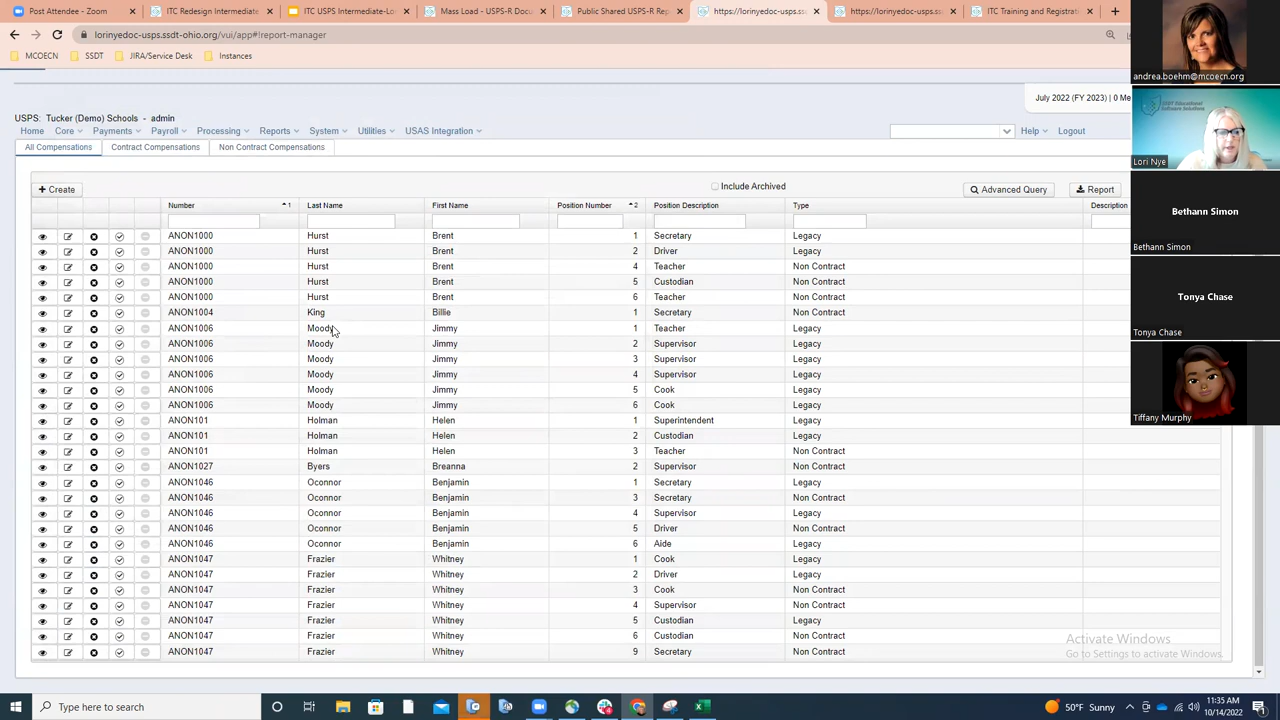 Post Attendee - Zoom
ITC Redesign Intermediate
ITC USPS Intermediate-Lo
Mass Load - USPS-R Docu
Public Shared USPS-R Rep
https://lorinyedoc-usps.ssd
https://lorinyedoc-usps.ssd
ITC Training and Registrat
lorinyedoc-usps.ssdt-ohio.org/vui/app#!report-manager
MCOECN SSDT JIRA/Service Desk Instances
andrea.boehm@mcoecn.org
July 2022 (FY 2023) | 0 Me
USPS: Tucker (Demo) Schools - admin
Home Core Payments Payroll Processing Reports System Utilities USAS Integration Help Logout
All Compensations Contract Compensations Non Contract Compensations
SSDT Educational Software Solutions
Lori Nye
+ Create Include Archived Advanced Query Report
Number 1 Last Name First Name Position Number 2 Position Description Type Description
ANON1000 Hurst Brent 1 Secretary Legacy
ANON1000 Hurst Brent 2 Driver Legacy
ANON1000 Hurst Brent 4 Teacher Non Contract
ANON1000 Hurst Brent 5 Custodian Non Contract
ANON1000 Hurst Brent 6 Teacher Non Contract
ANON1004 King Billie 1 Secretary Legacy
ANON1006 Moody Jimmy 1 Teacher Legacy
ANON1006 Moody Jimmy 2 Supervisor Legacy
ANON1006 Moody Jimmy 3 Supervisor Legacy
ANON1006 Moody Jimmy 4 Supervisor Legacy
ANON1006 Moody Jimmy 5 Cook Legacy
ANON1006 Moody Jimmy 6 Cook Legacy
ANON101 Holman Helen 1 Superintendent Legacy
ANON101 Holman Helen 2 Custodian Legacy
ANON101 Holman Helen 3 Teacher Non Contract
ANON1027 Byers Breanna 2 Supervisor Non Contract
ANON1046 Oconnor Benjamin 1 Secretary Legacy
ANON1046 Oconnor Benjamin 3 Secretary Non Contract
ANON1046 Oconnor Benjamin 4 Supervisor Legacy
ANON1046 Oconnor Benjamin 5 Driver Non Contract
ANON1046 Oconnor Benjamin 6 Aide Legacy
ANON1047 Frazier Whitney 1 Cook Legacy
ANON1047 Frazier Whitney 2 Driver Legacy
ANON1047 Frazier Whitney 3 Cook Non Contract
ANON1047 Frazier Whitney 4 Supervisor Non Contract
ANON1047 Frazier Whitney 5 Custodian Legacy
ANON1047 Frazier Whitney 6 Custodian Non Contract
ANON1047 Frazier Whitney 9 Secretary Non Contract
Bethann Simon
Bethann Simon
Tonya Chase
Tonya Chase
Tiffany Murphy
Activate Windows
Go to Settings to activate Windows.
Type here to search
4
50°F Sunny
11:35 AM
10/14/2022
1